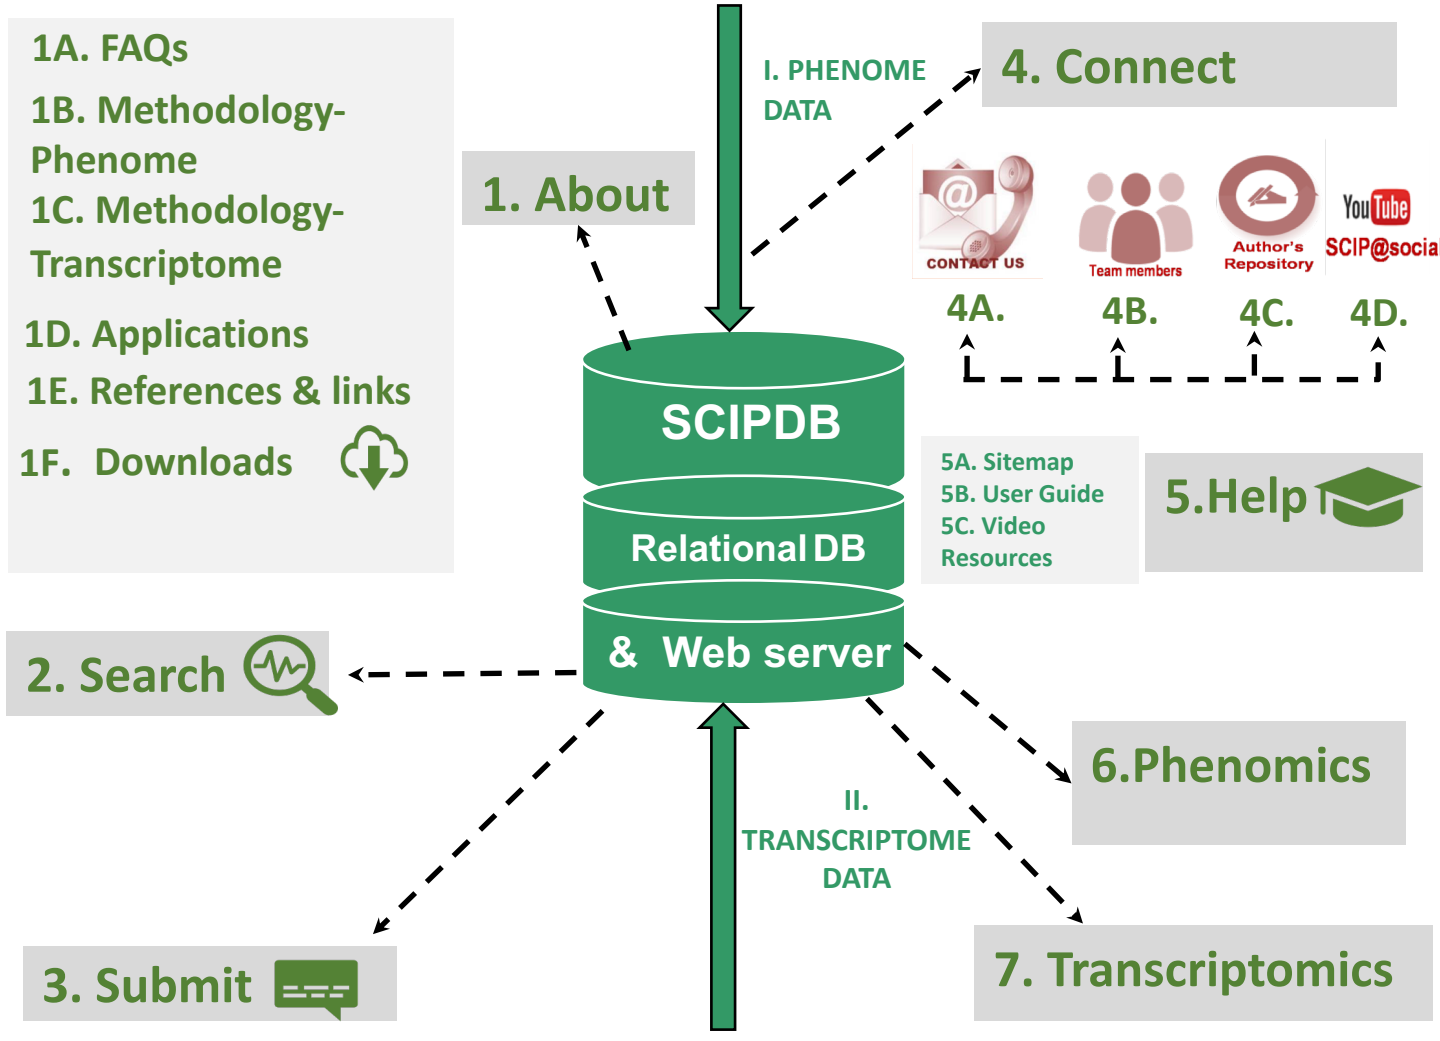 1A. FAQs
1B. Methodology-
Phenome
1C. Methodology-
Transcriptome
1D. Applications
1E. References & links
1F. Downloads
1. About
I. PHENOME
DATA
4. Connect
CONTACT US
Team members
Author's
Repository
YouTube
SCIP@social
4A.
4B.
4C.
4D.
SCIPDB
Relational DB
& Web server
5A. Sitemap
5B. User Guide
5C. Video
Resources
5.Help
2. Search
6.Phenomics
II.
TRANSCRIPTOME
DATA
3. Submit
7. Transcriptomics